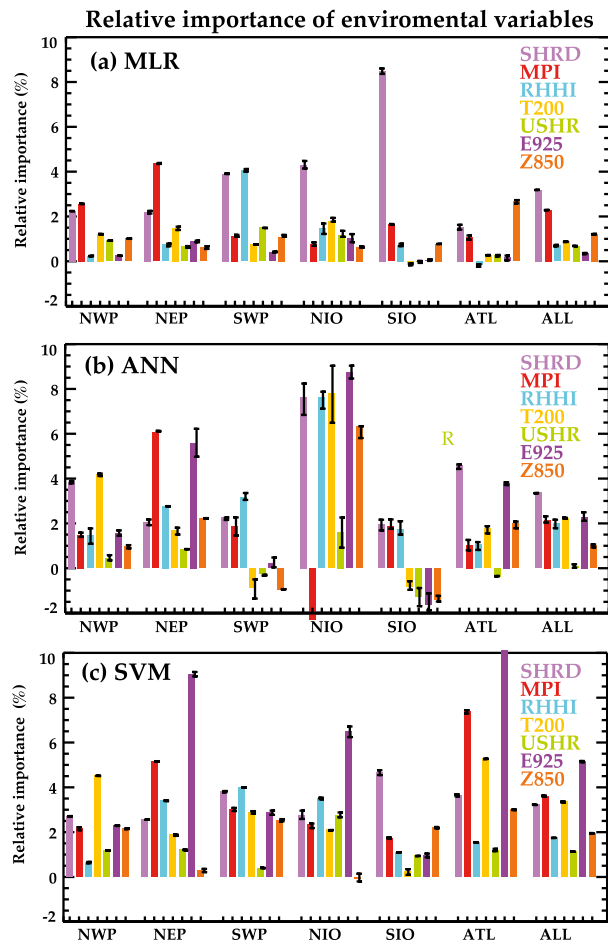 Relative importance of enviromental variables
(a) MLR
Relative importance (%)
10
8
6
4
2
0
-2
SHRD
MPI
RHHI
T200
USHR
E925
Z850
NWP NEP SWP NIO SIO ATL ALL
(b) ANN
Relative importance (%)
10
8
6
4
2
0
-2
R
SHRD
MPI
RHHI
T200
USHR
E925
Z850
NWP NEP SWP NIO SIO ATL ALL
(c) SVM
Relative importance (%)
10
8
6
4
2
0
-2
SHRD
MPI
RHHI
T200
USHR
E925
Z850
NWP NEP SWP NIO SIO ATL ALL